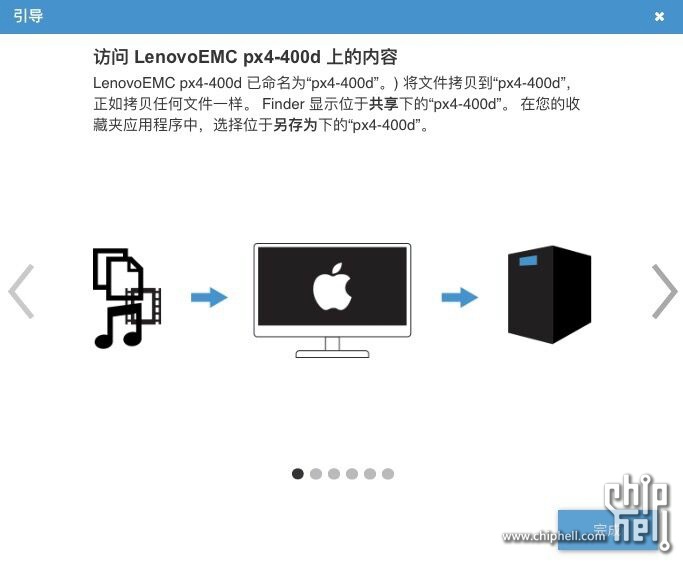 引导
访问 LenovoEMC px4-400d 上的内容
LenovoEMC px4-400d 已命名为“px4-400d”。) 将文件拷贝到“px4-400d”，
正如拷贝任何文件一样。 Finder 显示位于共享下的“px4-400d”。 在您的收
藏夹应用程序中，选择位于另存为下的“px4-400d”。
完成
chip
hell
www.chiphell.com